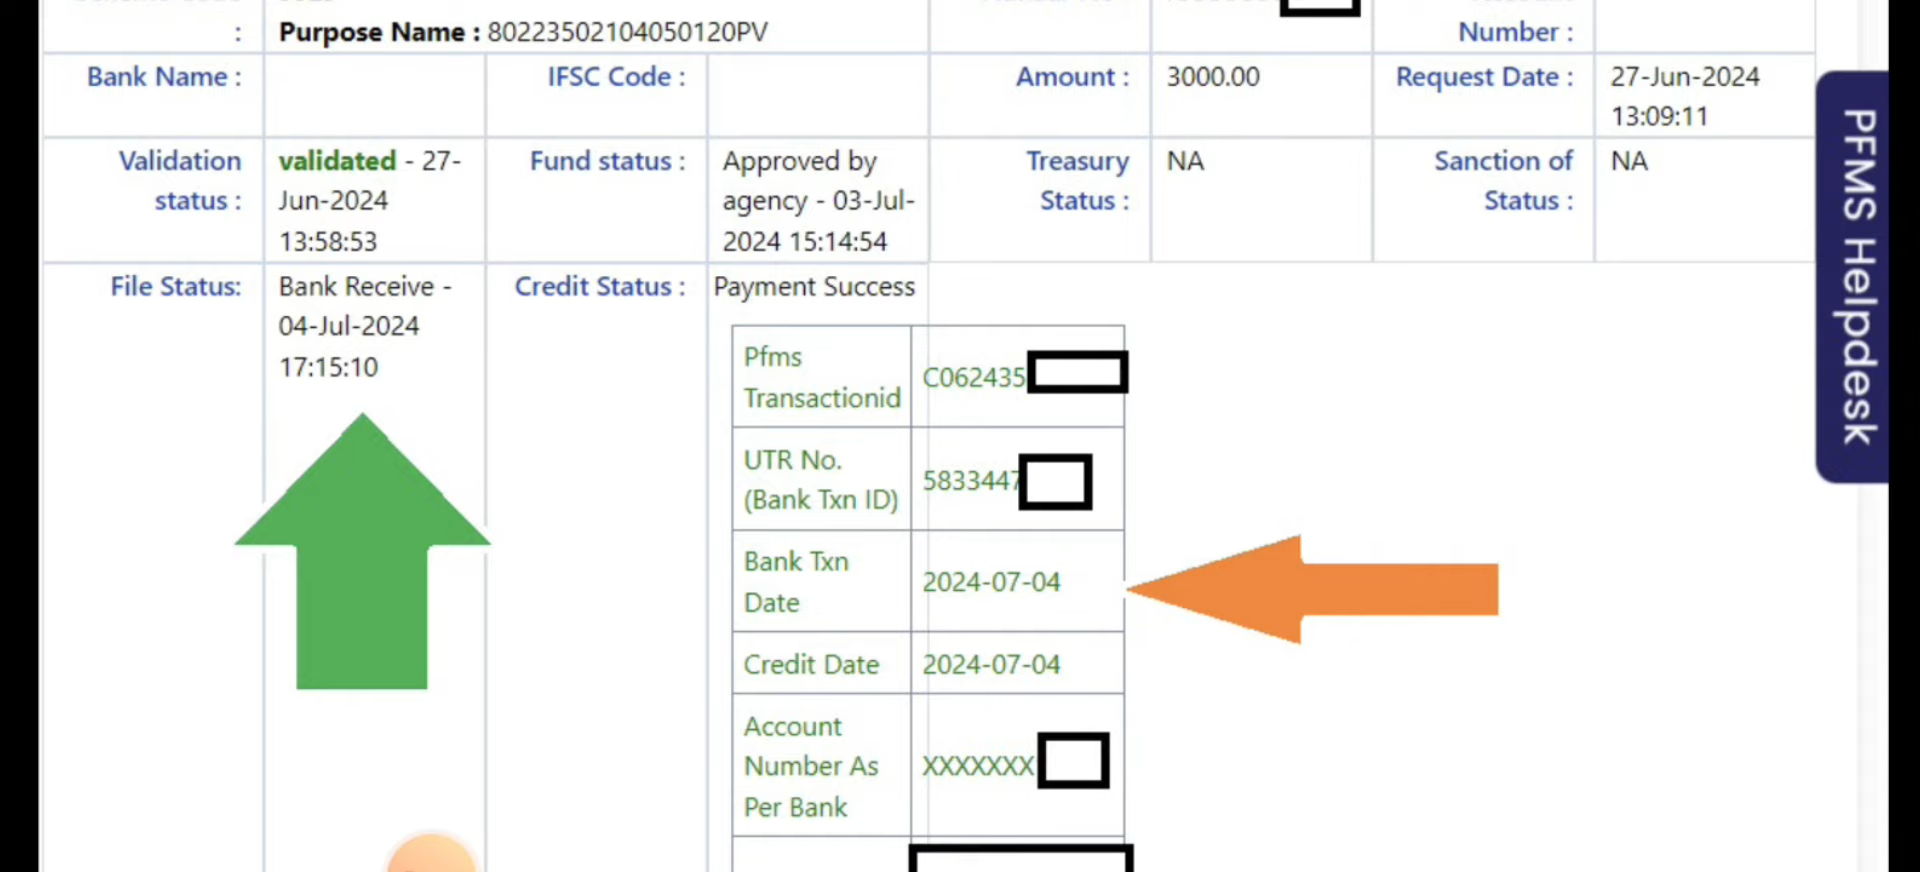 : Purpose Name : 80223502104050120PV Number :
Bank Name : IFSC Code : Amount : 3000.00 Request Date : 27-Jun-2024
13:09:11
Validation validated - 27- Fund status : Approved by Treasury NA Sanction of NA
status : Jun-2024 agency - 03-Jul- Status : Status :
13:58:53 2024 15:14:54
File Status: Bank Receive - Credit Status : Payment Success
04-Jul-2024
17:15:10
Pfms
Transactionid C062435
UTR No.
(Bank Txn ID) 5833447
Bank Txn
Date 2024-07-04
Credit Date 2024-07-04
Account
Number As XXXXXXX
Per Bank
PFMS Helpdesk